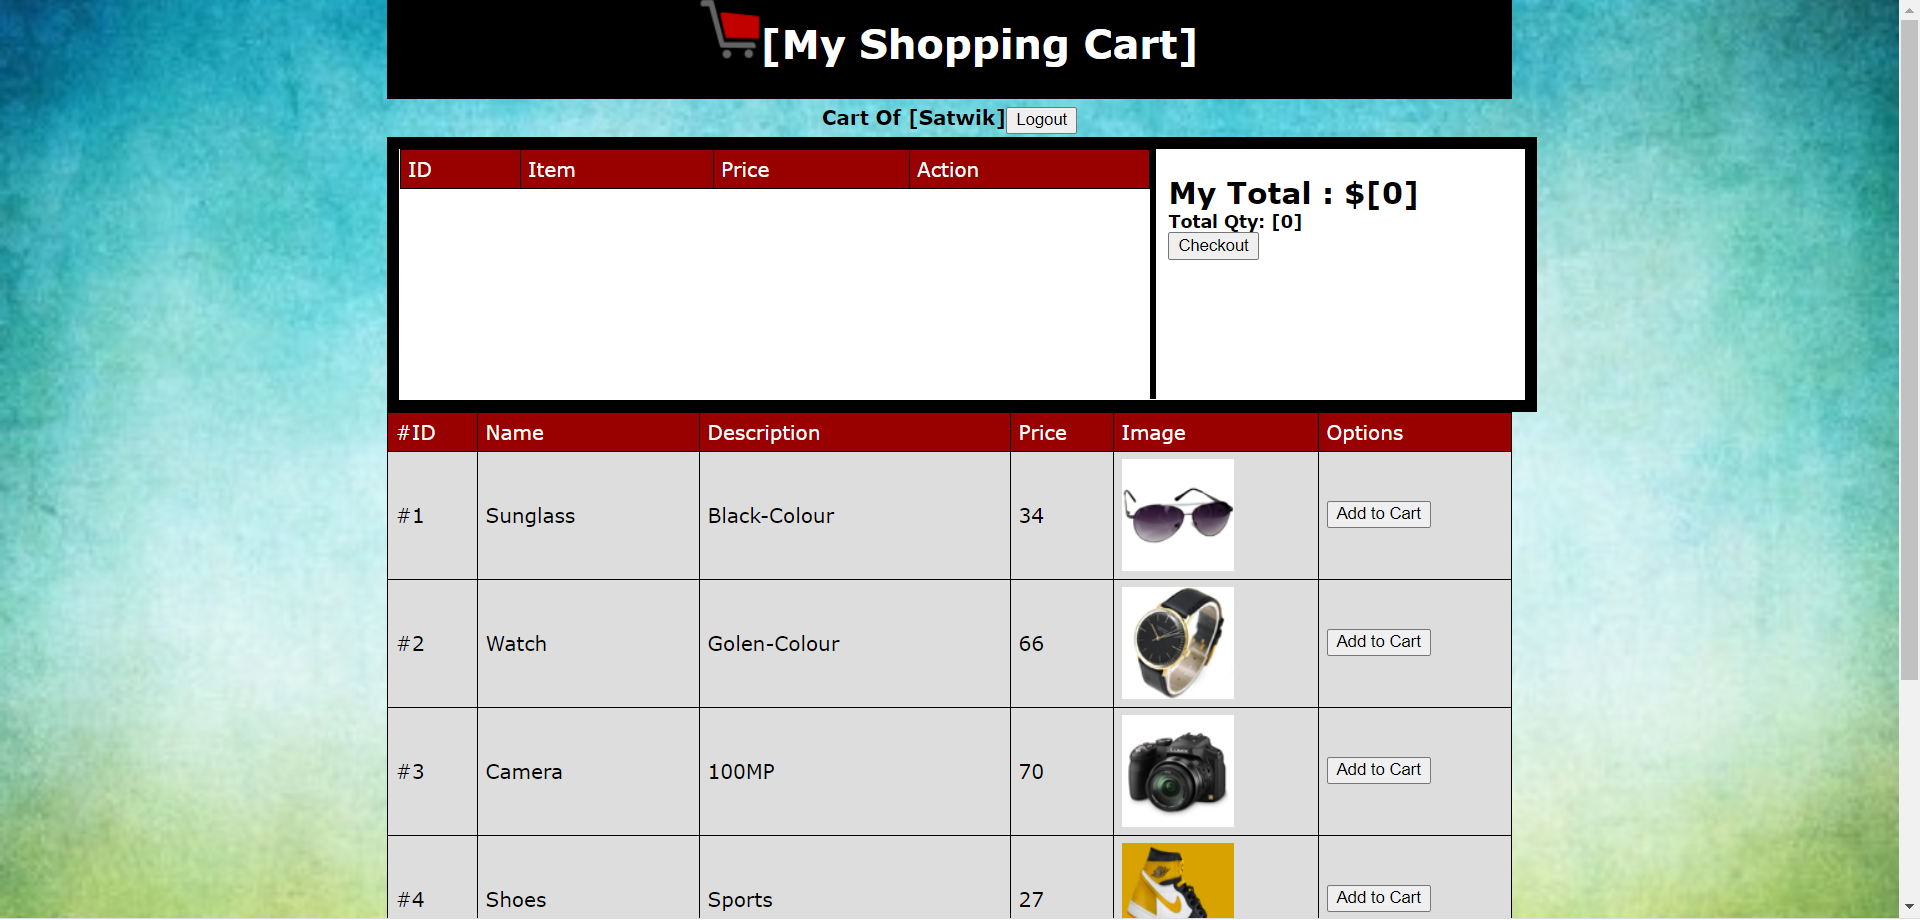 [My Shopping Cart]
Cart Of [Satwik] Logout
ID Item Price Action
My Total : $[0]
Total Qty: [0]
Checkout
#ID Name Description Price Image Options
#1 Sunglass Black-Colour 34 Add to Cart
#2 Watch Golen-Colour 66 Add to Cart
#3 Camera 100MP 70 Add to Cart
#4 Shoes Sports 27 Add to Cart